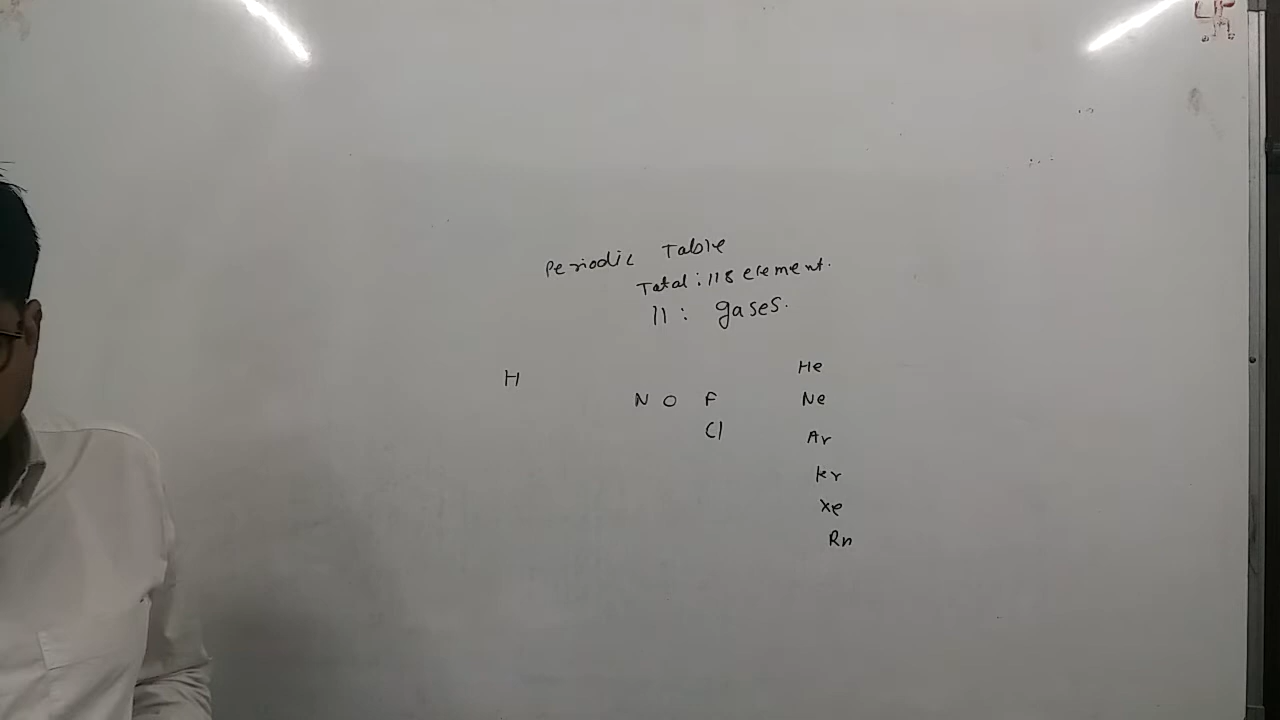 Periodic Table
Total : 118 element.
11 : gases.
H
He
N O F
Ne
Cl
Ar
Kr
Xe
Rn